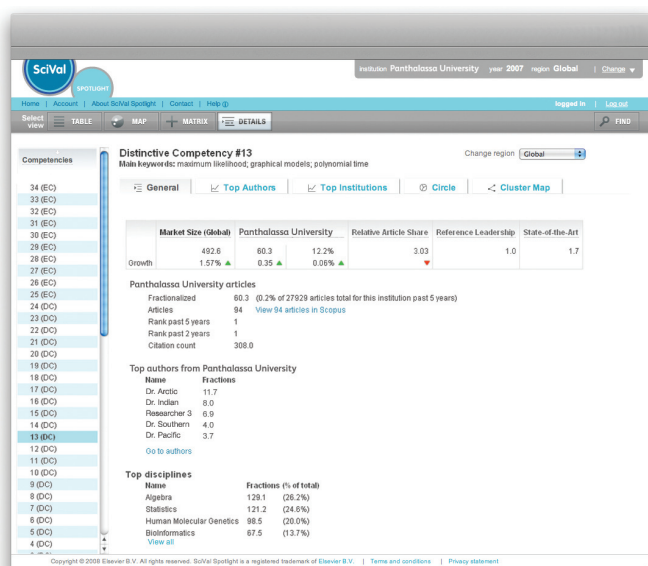 SciVal
SPOTLIGHT
institution Panthalassa University year 2007 region Global | Change
Home | Account | About SciVal Spotlight | Contact | Help (j) logged in | Log out
Select view TABLE MAP MATRIX DETAILS FIND
Competencies
34 (EC)
33 (EC)
32 (EC)
31 (EC)
30 (EC)
29 (EC)
28 (EC)
27 (EC)
26 (EC)
25 (EC)
24 (DC)
23 (DC)
22 (DC)
21 (DC)
20 (DC)
19 (DC)
18 (DC)
17 (DC)
16 (DC)
15 (DC)
14 (DC)
13 (DC)
12 (DC)
11 (DC)
10 (DC)
9 (DC)
8 (DC)
7 (DC)
6 (DC)
5 (DC)
4 (DC)
Distinctive Competency #13
Main keywords: maximum likelihood; graphical models; polynomial time
Change region Global
General Top Authors Top Institutions Circle Cluster Map
Market Size (Global) Panthalassa University Relative Article Share Reference Leadership State-of-the-Art
492.6 60.3 12.2% 3.03 1.0 1.7
Growth 1.57% 0.35 0.06%
Panthalassa University articles
Fractionalized 60.3 (0.2% of 27929 articles total for this institution past 5 years)
Articles 94 View 94 articles in Scopus
Rank past 5 years 1
Rank past 2 years 1
Citation count 308.0
Top authors from Panthalassa University
Name Fractions
Dr. Arctic 11.7
Dr. Indian 8.0
Researcher 3 6.9
Dr. Southern 4.0
Dr. Pacific 3.7
Go to authors
Top disciplines
Name Fractions (% of total)
Algebra 129.1 (26.2%)
Statistics 121.2 (24.6%)
Human Molecular Genetics 98.5 (20.0%)
Bioinformatics 67.5 (13.7%)
View all
Copyright © 2008 Elsevier B.V. All rights reserved. SciVal Spotlight is a registered trademark of Elsevier B.V. | Terms and conditions | Privacy statement